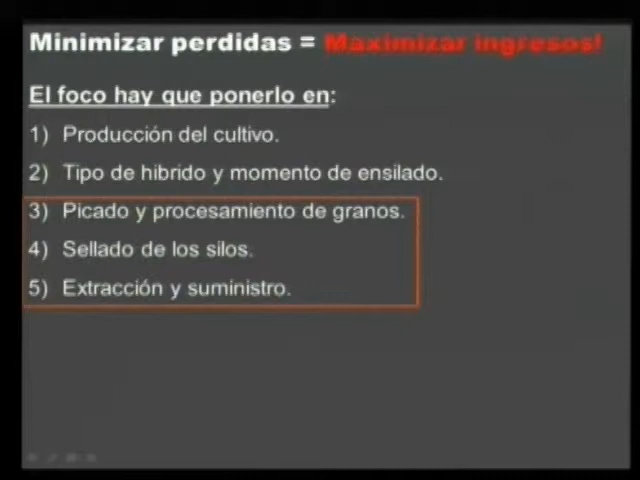 Minimizar perdidas = Maximizar ingresos!
El foco hay que ponerlo en:
1) Producción del cultivo.
2) Tipo de hibrido y momento de ensilado.
3) Picado y procesamiento de granos.
4) Sellado de los silos.
5) Extracción y suministro.